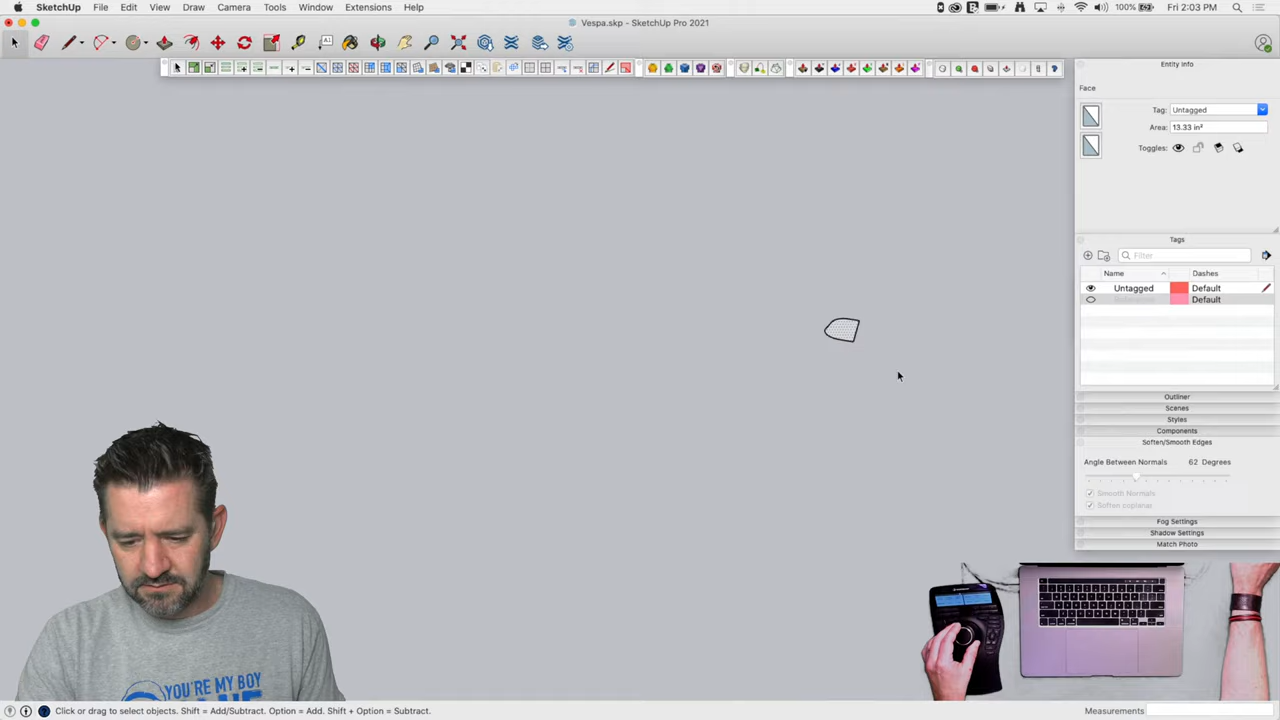 SketchUp File Edit View Draw Camera Tools Window Extensions Help 100% Fri 2:03 PM
Vespa.skp - SketchUp Pro 2021
Entity Info
Face
Tag: Untagged
Area: 13.33 in²
Toggles:
Tags
Filter
Name Dashes
Untagged Default
Default
Outliner
Scenes
Styles
Components
Soften/Smooth Edges
Angle Between Normals 62 Degrees
Smooth Normals
Soften coplanar
Fog Settings
Shadow Settings
Match Photo
YOU'RE MY BOY
Click or drag to select objects. Shift = Add/Subtract. Option = Add. Shift + Option = Subtract.
Measurements